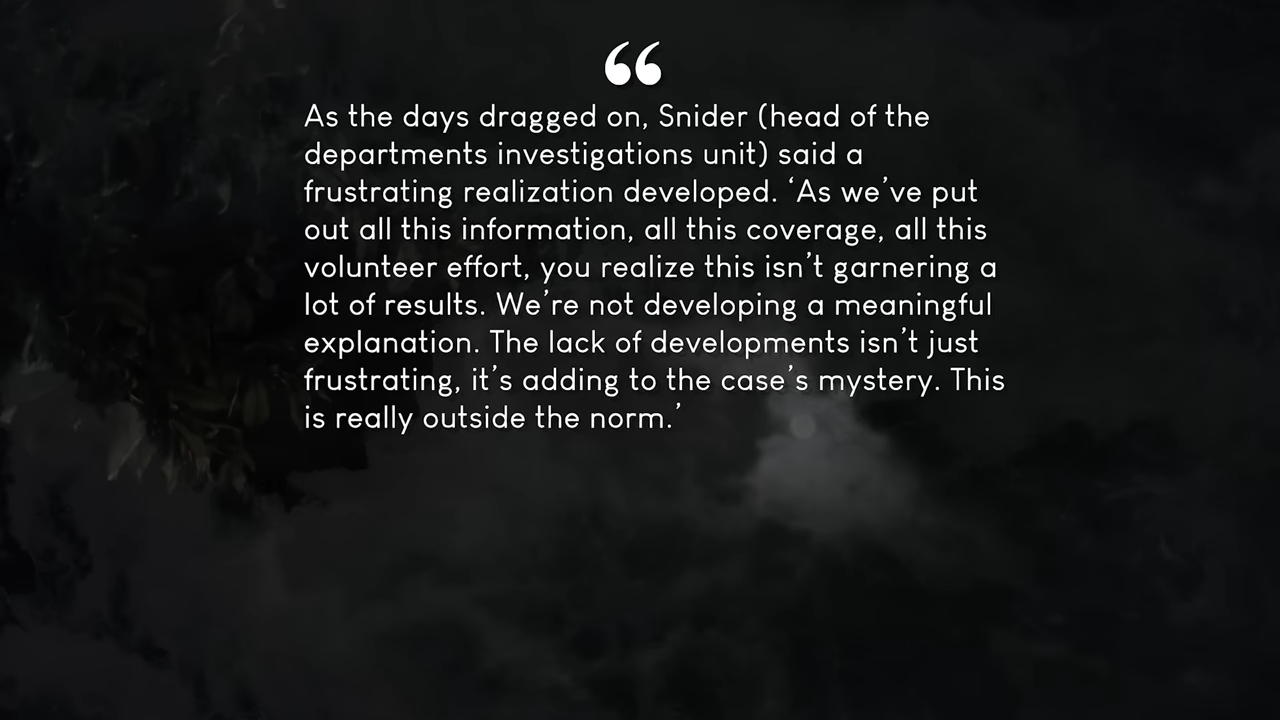 “
As the days dragged on, Snider (head of the
departments investigations unit) said a
frustrating realization developed. ‘As we’ve put
out all this information, all this coverage, all this
volunteer effort, you realize this isn’t garnering a
lot of results. We’re not developing a meaningful
explanation. The lack of developments isn’t just
frustrating, it’s adding to the case’s mystery. This
is really outside the norm.’